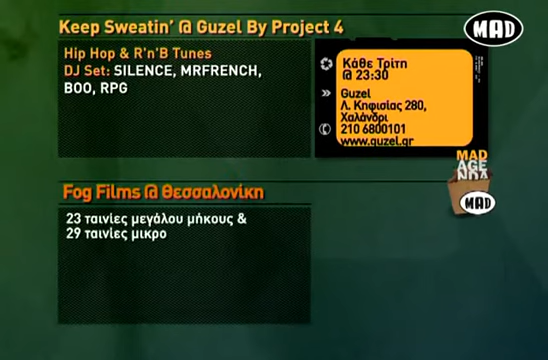 Keep Sweatin' @ Guzel By Project 4
MAD
Hip Hop & R'n'B Tunes
DJ Set: SILENCE, MRFRENCH,
BOO, RPG
Κάθε Τρίτη
@ 23:30
Guzel
Λ. Κηφισίας 280,
Χαλάνδρι
210 6800101
www.guzel.gr
MAD
AGE
NDA
MAD
Fog Films @ Θεσσαλονίκη
23 ταινίες μεγάλου μήκους &
29 ταινίες μικρο